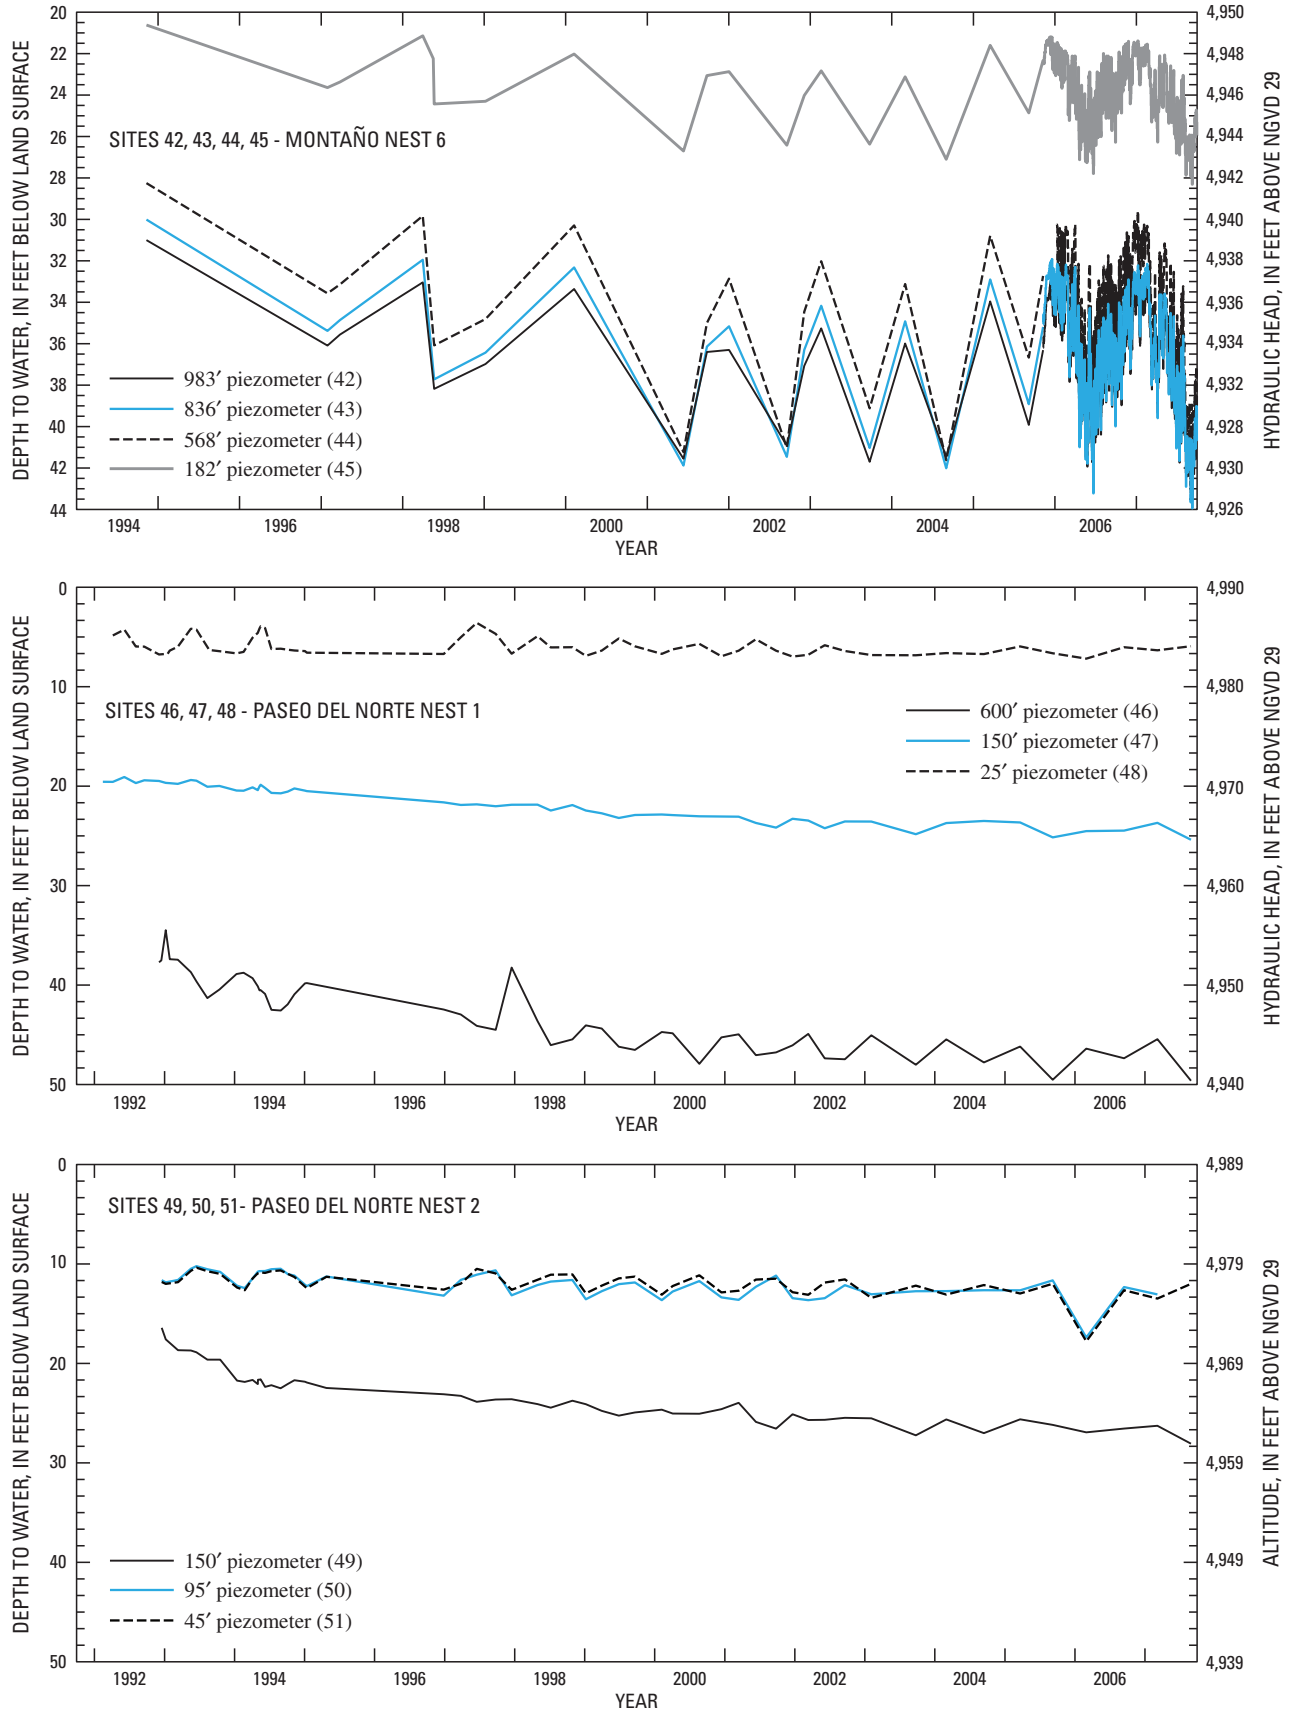 DEPTH TO WATER, IN FEET BELOW LAND SURFACE
20
22
24
26
28
30
32
34
36
38
40
42
44
SITES 42, 43, 44, 45 - MONTAÑO NEST 6
983′ piezometer (42)
836′ piezometer (43)
568′ piezometer (44)
182′ piezometer (45)
4,950
4,948
4,946
4,944
4,942
4,940
4,938
4,936
4,934
4,932
4,928
4,930
4,926
HYDRAULIC HEAD, IN FEET ABOVE NGVD 29
1994 1996 1998 2000 2002 2004 2006
YEAR
DEPTH TO WATER, IN FEET BELOW LAND SURFACE
0
10
20
30
40
50
SITES 46, 47, 48 - PASEO DEL NORTE NEST 1
600′ piezometer (46)
150′ piezometer (47)
25′ piezometer (48)
4,990
4,980
4,970
4,960
4,950
4,940
HYDRAULIC HEAD, IN FEET ABOVE NGVD 29
1992 1994 1996 1998 2000 2002 2004 2006
YEAR
DEPTH TO WATER, IN FEET BELOW LAND SURFACE
0
10
20
30
40
50
SITES 49, 50, 51- PASEO DEL NORTE NEST 2
150′ piezometer (49)
95′ piezometer (50)
45′ piezometer (51)
4,989
4,979
4,969
4,959
4,949
4,939
ALTITUDE, IN FEET ABOVE NGVD 29
1992 1994 1996 1998 2000 2002 2004 2006
YEAR